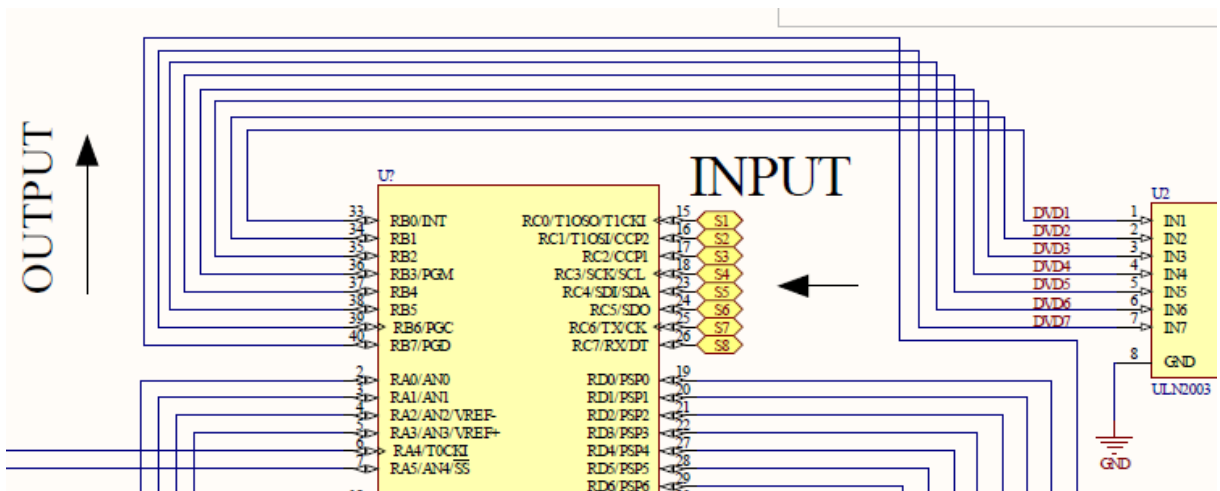 OUTPUT
INPUT
U?
33 RB0/INT
34 RB1
35 RB2
36 RB3/PGM
37 RB4
38 RB5
39 RB6/PGC
40 RB7/PGD
2 RA0/AN0
3 RA1/AN1
4 RA2/AN2/VREF-
5 RA3/AN3/VREF+
6 RA4/T0CKI
7 RA5/AN4/SS
RC0/T1OSO/T1CKI 15 S1
RC1/T1OSI/CCP2 16 S2
RC2/CCP1 17 S3
RC3/SCK/SCL 18 S4
RC4/SDI/SDA 23 S5
RC5/SDO 24 S6
RC6/TX/CK 25 S7
RC7/RX/DT 26 S8
RD0/PSP0 19
RD1/PSP1 20
RD2/PSP2 21
RD3/PSP3 22
RD4/PSP4 27
RD5/PSP5 28
RD6/PSP6 29
U2
DVD1 1 IN1
DVD2 2 IN2
DVD3 3 IN3
DVD4 4 IN4
DVD5 5 IN5
DVD6 6 IN6
DVD7 7 IN7
8 GND
ULN2003
GND